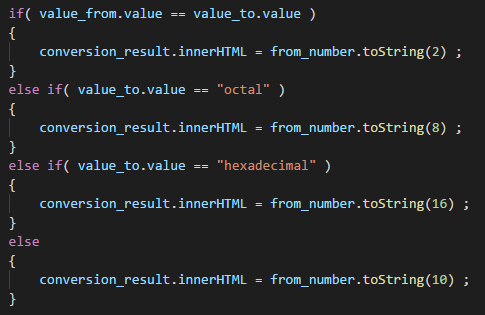 if( value_from.value == value_to.value )
{
    conversion_result.innerHTML = from_number.toString(2) ;
}
else if( value_to.value == "octal" )
{
    conversion_result.innerHTML = from_number.toString(8) ;
}
else if( value_to.value == "hexadecimal" )
{
    conversion_result.innerHTML = from_number.toString(16) ;
}
else
{
    conversion_result.innerHTML = from_number.toString(10) ;
}